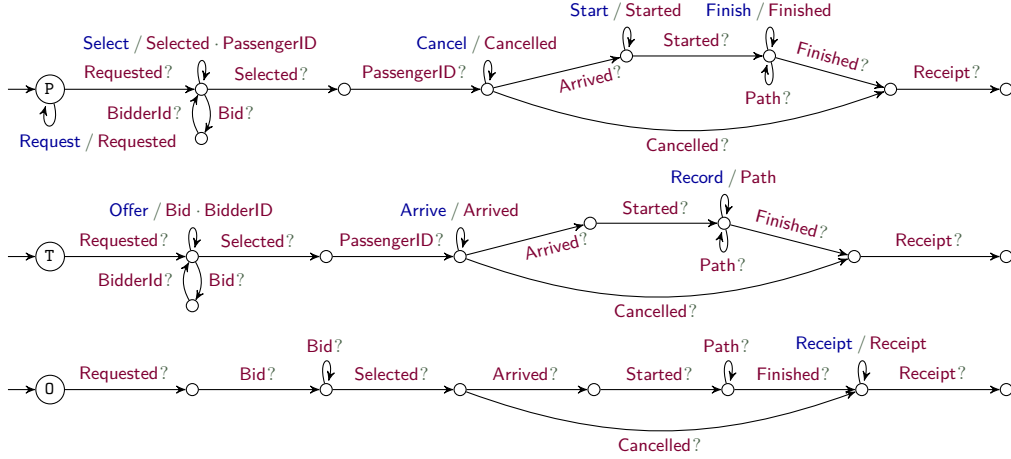 Start / Started
Finish / Finished
Select / Selected · PassengerID
Cancel / Cancelled
Started?
Requested?
Selected?
PassengerID?
Arrived?
Finished?
Receipt?
P
BidderId?
Bid?
Path?
Request / Requested
Cancelled?
Record / Path
Offer / Bid · BidderID
Arrive / Arrived
Started?
Requested?
Selected?
PassengerID?
Arrived?
Finished?
Receipt?
T
BidderId?
Bid?
Path?
Cancelled?
Bid?
Path?
Receipt / Receipt
Requested?
Bid?
Selected?
Arrived?
Started?
Finished?
Receipt?
O
Cancelled?